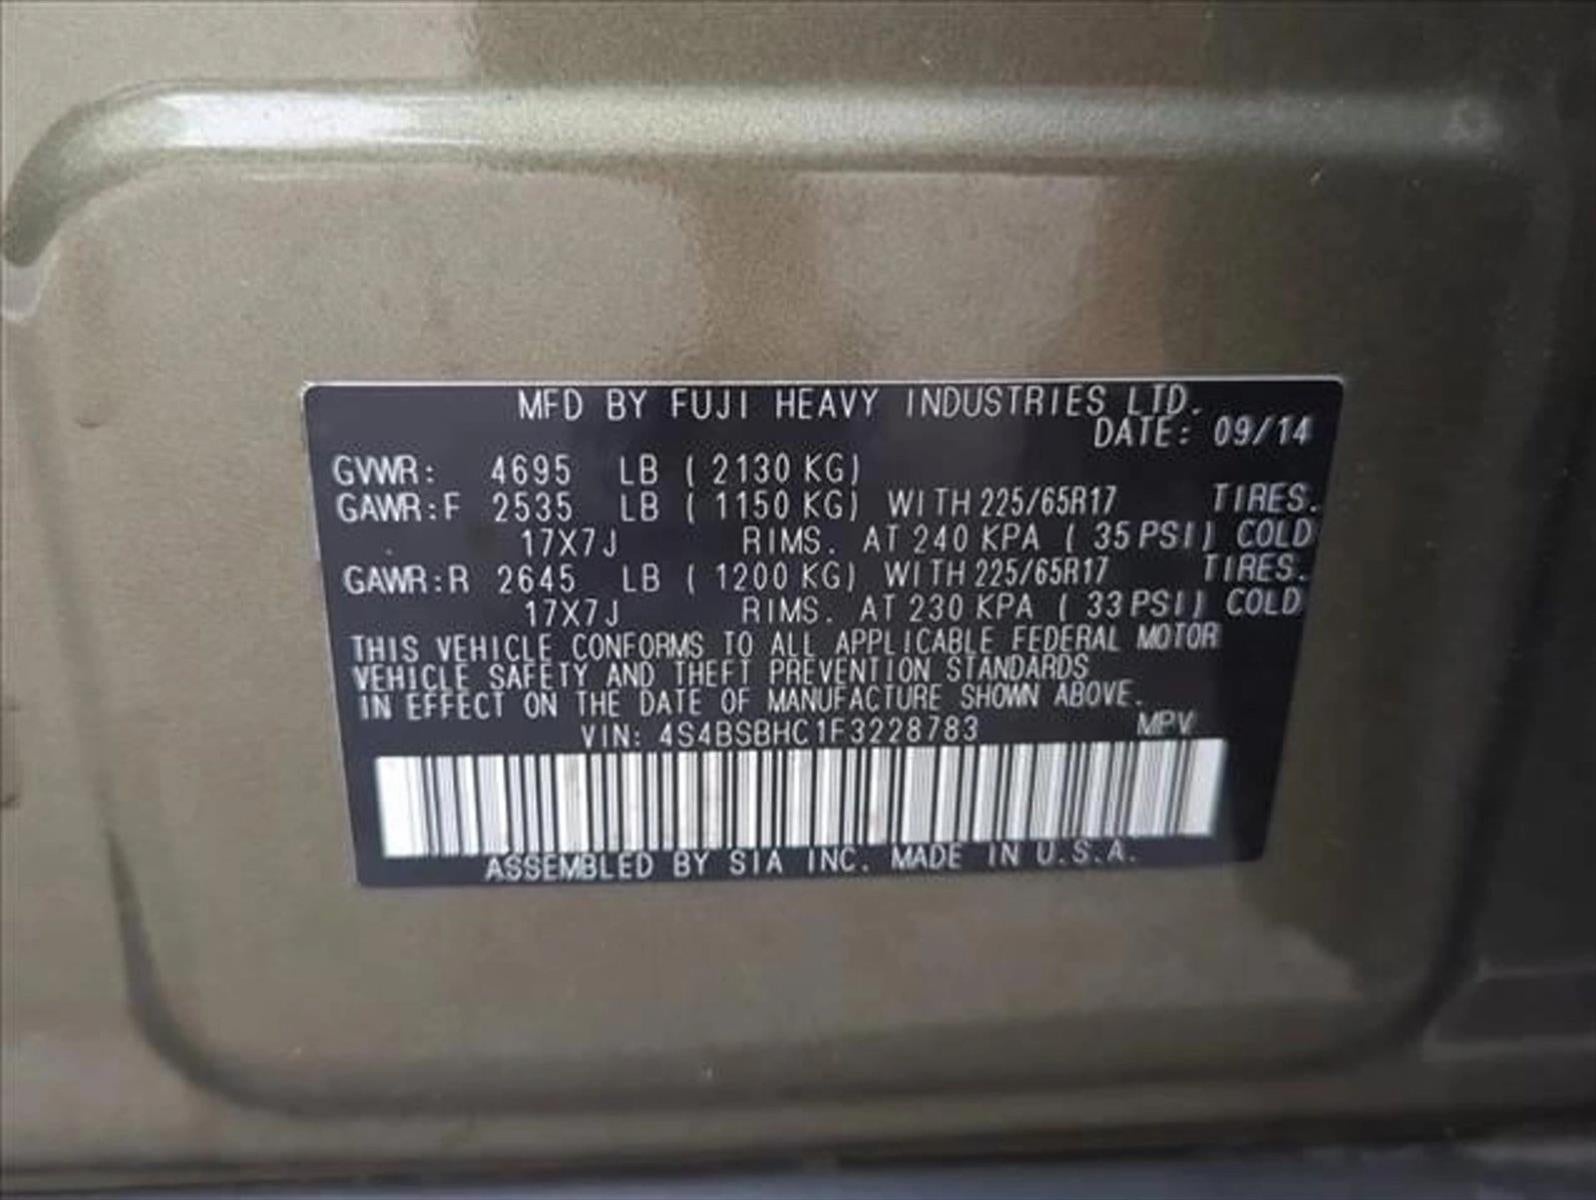 MFD BY FUJI HEAVY INDUSTRIES LTD.
DATE: 09/14
GVWR: 4695 LB ( 2130 KG)
GAWR:F 2535 LB ( 1150 KG) WITH 225/65R17 TIRES.
17X7J RIMS. AT 240 KPA ( 35 PSI) COLD
GAWR:R 2645 LB ( 1200 KG) WITH 225/65R17 TIRES.
17X7J RIMS. AT 230 KPA ( 33 PSI) COLD
THIS VEHICLE CONFORMS TO ALL APPLICABLE FEDERAL MOTOR
VEHICLE SAFETY AND THEFT PREVENTION STANDARDS
IN EFFECT ON THE DATE OF MANUFACTURE SHOWN ABOVE.
VIN: 4S4BSBHC1F3228783 MPV
ASSEMBLED BY SIA INC. MADE IN U.S.A.